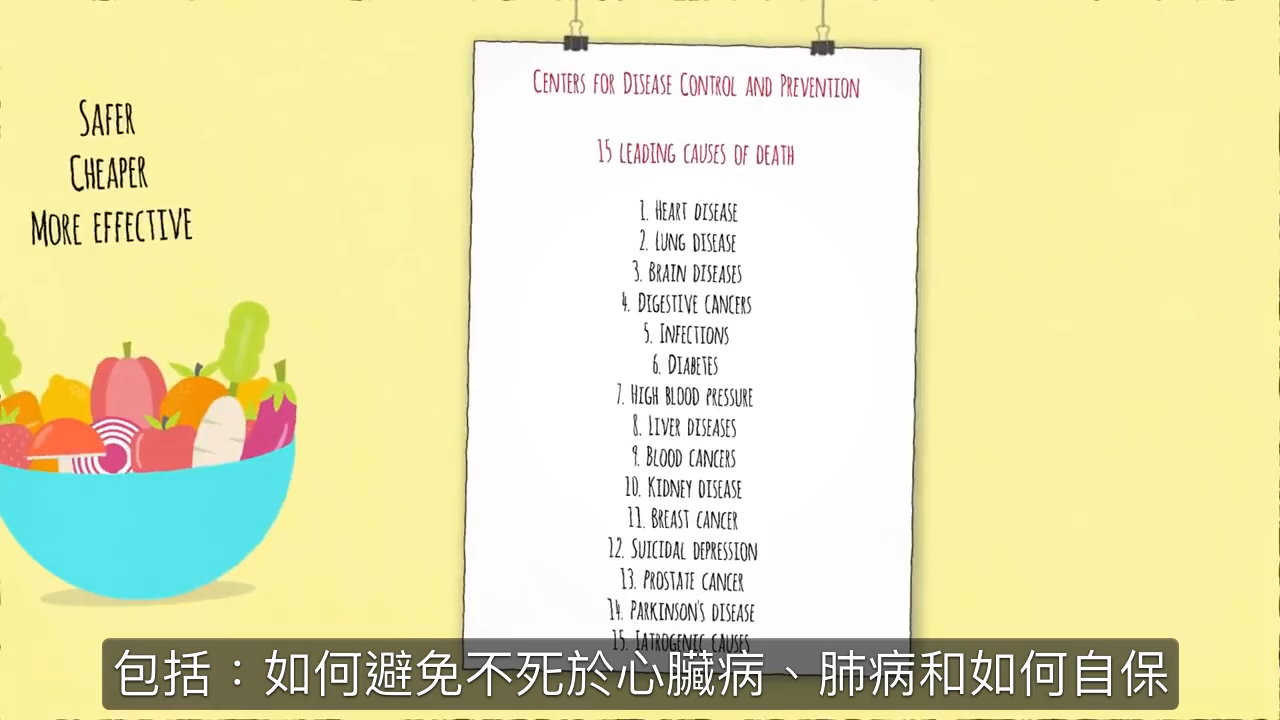 Safer
Cheaper
More effective
Centers for Disease Control and Prevention
15 leading causes of death
1. Heart disease
2. Lung disease
3. Brain diseases
4. Digestive cancers
5. Infections
6. Diabetes
7. High blood pressure
8. Liver diseases
9. Blood cancers
10. Kidney disease
11. Breast cancer
12. Suicidal depression
13. Prostate cancer
14. Parkinson's disease
15. Iatrogenic causes
包括：如何避免不死於心臟病、肺病和如何自保